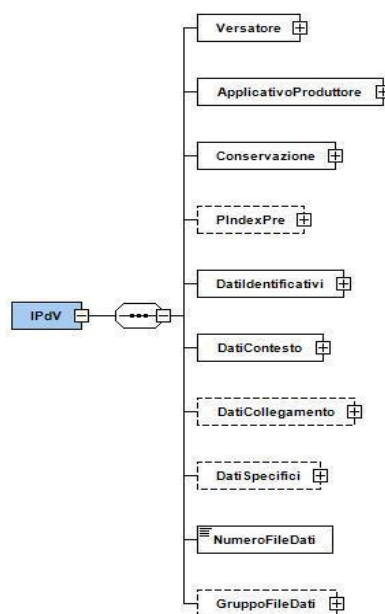 Versatore
ApplicativoProduttore
Conservazione
PIndexPre
DatiIdentificativi
IPdV
DatiContesto
DatiCollegamento
DatiSpecifici
NumeroFileDati
GruppoFileDati